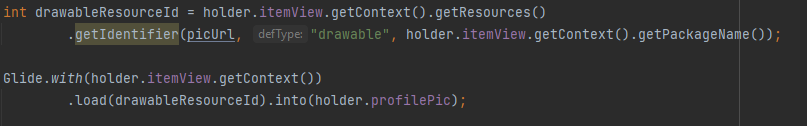 int drawableResourceId = holder.itemView.getContext().getResources()
.getIdentifier(picUrl, defType: "drawable", holder.itemView.getContext().getPackageName());
Glide.with(holder.itemView.getContext())
.load(drawableResourceId).into(holder.profilePic);